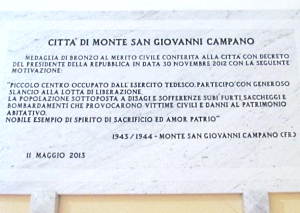 CITTA' DI MONTE SAN GIOVANNI CAMPANO
MEDAGLIA DI BRONZO AL MERITO CIVILE CONFERITA ALLA CITTÀ CON DECRETO
DEL PRESIDENTE DELLA REPUBBLICA IN DATA 30 NOVEMBRE 2012 CON LA SEGUENTE
MOTIVAZIONE:
"PICCOLO CENTRO OCCUPATO DALL'ESERCITO TEDESCO, PARTECIPO' CON GENEROSO
SLANCIO ALLA LOTTA DI LIBERAZIONE.
LA POPOLAZIONE SOTTOPOSTA A DISAGI E SOFFERENZE SUBI' FURTI, SACCHEGGI E
BOMBARDAMENTI CHE PROVOCARONO VITTIME CIVILI E DANNI AL PATRIMONIO
ABITATIVO.
NOBILE ESEMPIO DI SPIRITO DI SACRIFICIO ED AMOR PATRIO"
1943/1944 - MONTE SAN GIOVANNI CAMPANO (FR)
11 MAGGIO 2013